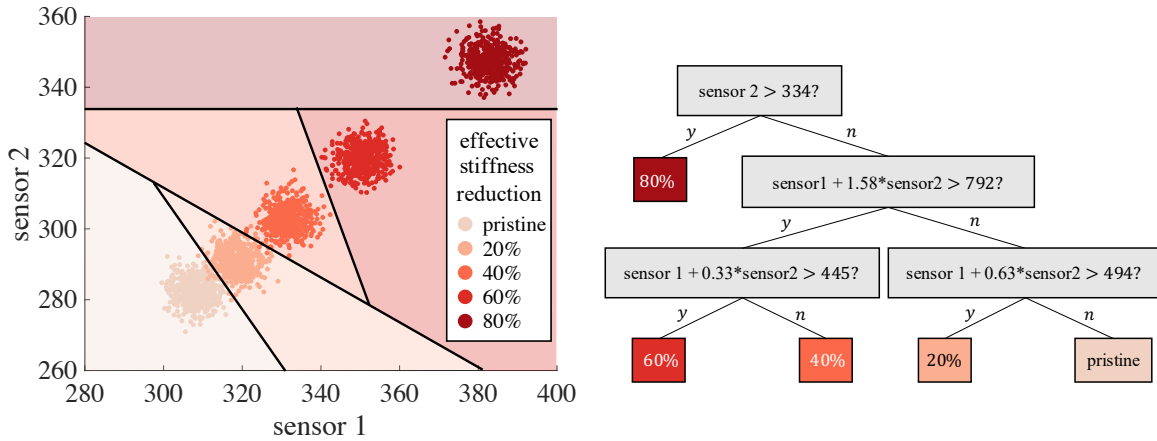 360
340
320
300
280
260
sensor 2
280
300
320
340
360
380
400
sensor 1
effective
stiffness
reduction
pristine
20%
40%
60%
80%
sensor 2 > 334?
y
n
80%
sensor1 + 1.58*sensor2 > 792?
y
n
sensor 1 + 0.33*sensor2 > 445?
sensor 1 + 0.63*sensor2 > 494?
y
n
y
n
60%
40%
20%
pristine